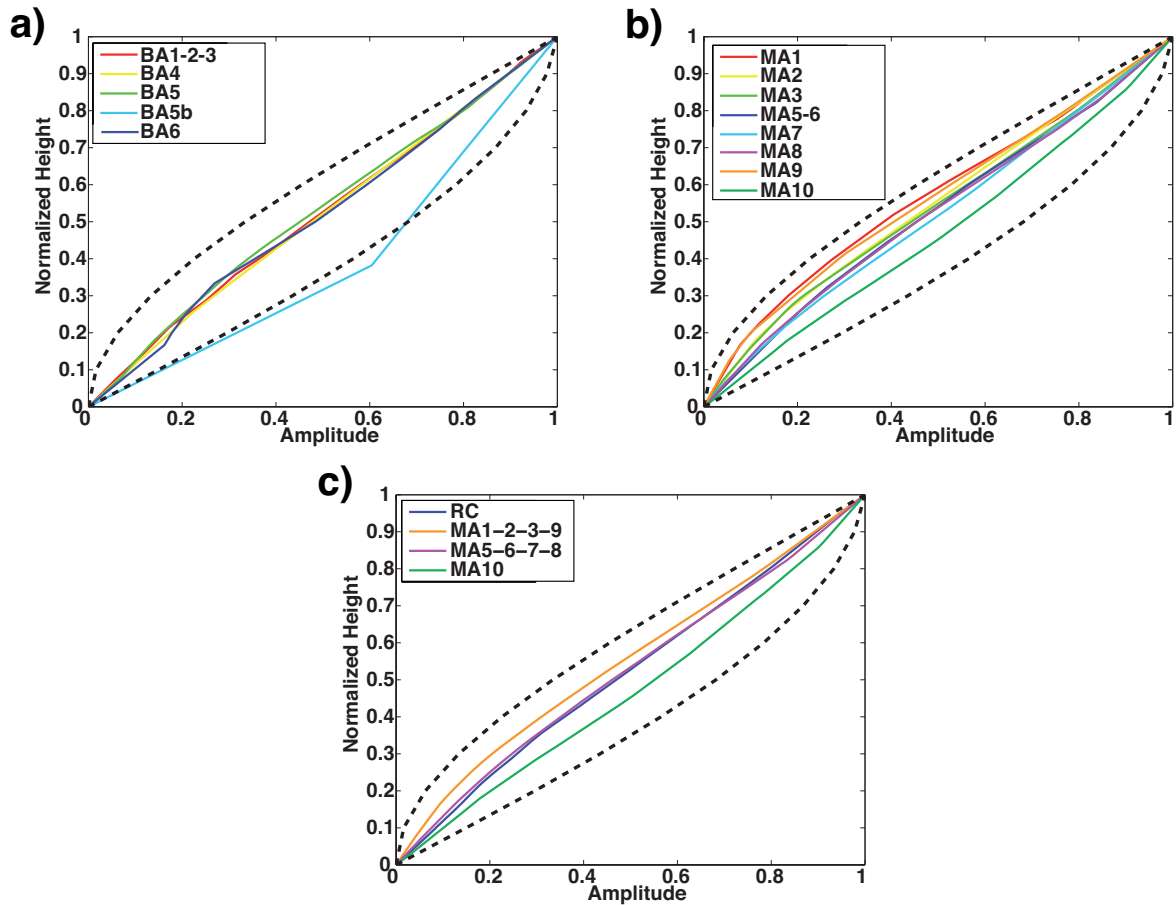 a)
BA1-2-3
BA4
BA5
BA5b
BA6
Normalized Height
1
0.9
0.8
0.7
0.6
0.5
0.4
0.3
0.2
0.1
0
0 0.2 0.4 0.6 0.8 1
Amplitude
b)
MA1
MA2
MA3
MA5-6
MA7
MA8
MA9
MA10
Normalized Height
1
0.9
0.8
0.7
0.6
0.5
0.4
0.3
0.2
0.1
0
0 0.2 0.4 0.6 0.8 1
Amplitude
c)
RC
MA1−2−3−9
MA5−6−7−8
MA10
Normalized Height
1
0.9
0.8
0.7
0.6
0.5
0.4
0.3
0.2
0.1
0
0 0.2 0.4 0.6 0.8 1
Amplitude